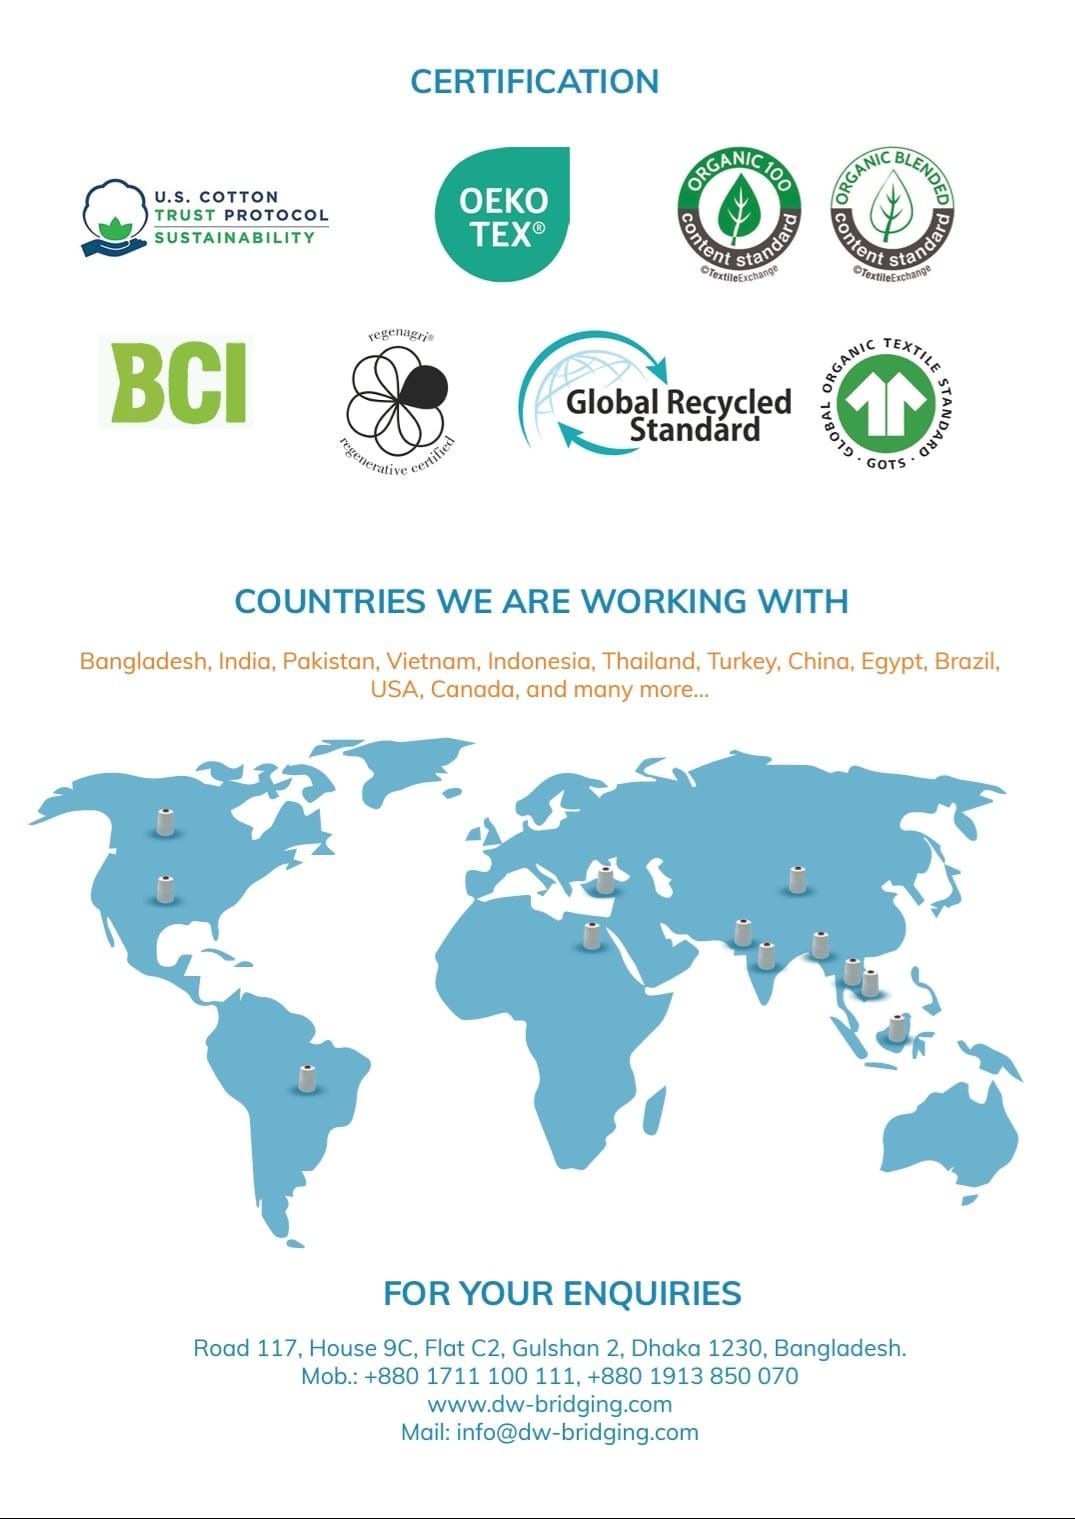 CERTIFICATION
U.S. COTTON
TRUST PROTOCOL
SUSTAINABILITY
OEKO
TEX®
ORGANIC 100
content standard
©TextileExchange
ORGANIC BLENDED
content standard
©TextileExchange
BCI
regenagri®
regenerative certified
Global Recycled
Standard
GLOBAL ORGANIC TEXTILE STANDARD · GOTS ·
COUNTRIES WE ARE WORKING WITH
Bangladesh, India, Pakistan, Vietnam, Indonesia, Thailand, Turkey, China, Egypt, Brazil,
USA, Canada, and many more...
FOR YOUR ENQUIRIES
Road 117, House 9C, Flat C2, Gulshan 2, Dhaka 1230, Bangladesh.
Mob.: +880 1711 100 111, +880 1913 850 070
www.dw-bridging.com
Mail: info@dw-bridging.com